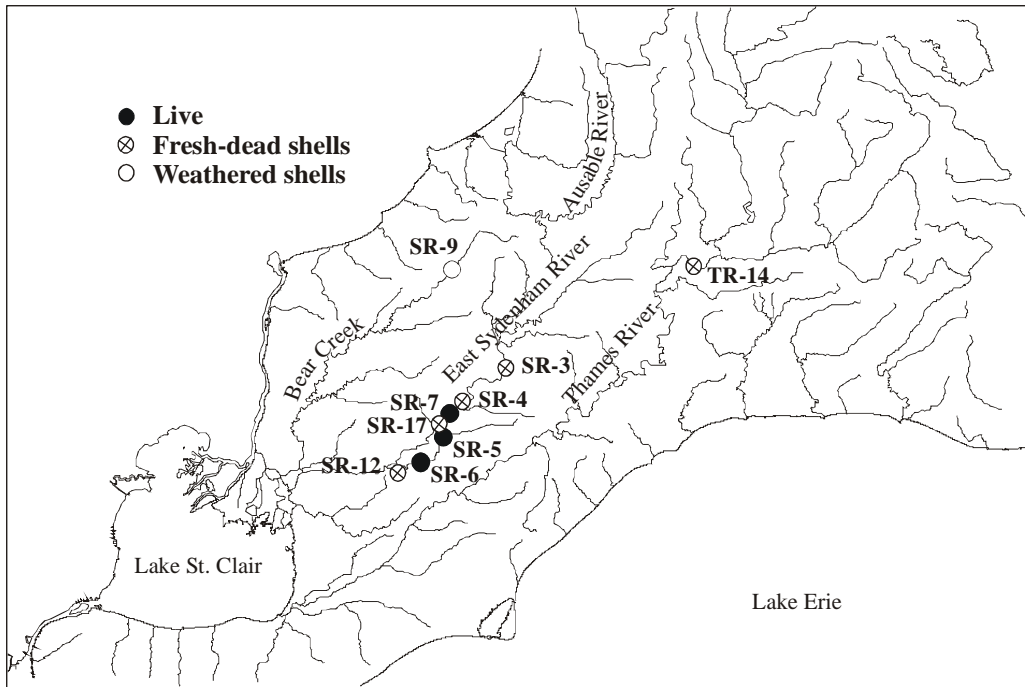 Live
Fresh-dead shells
Weathered shells
Ausable River
SR-9
TR-14
East Sydenham River
Bear Creek
Thames River
SR-3
SR-4
SR-7
SR-17
SR-5
SR-12
SR-6
Lake St. Clair
Lake Erie